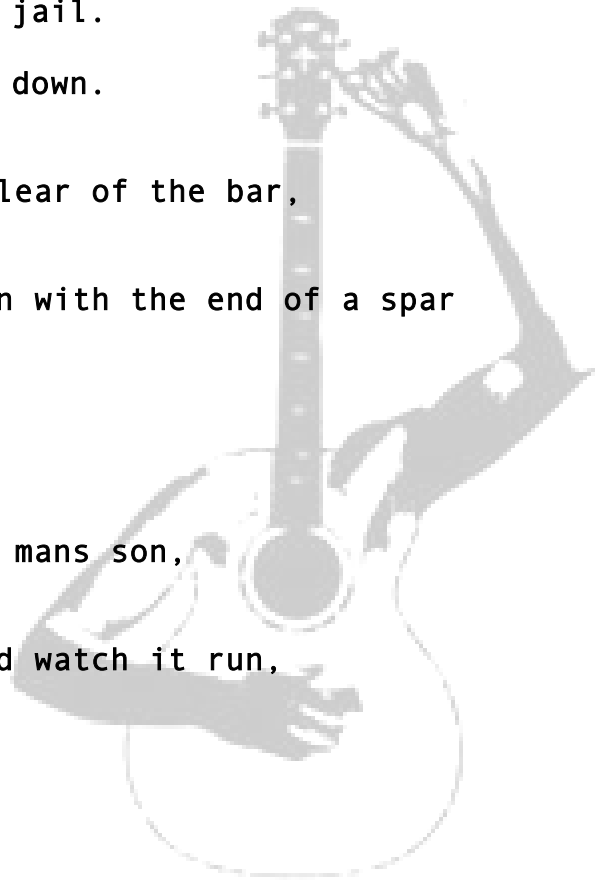 jail.
down.
lear of the bar,
n with the end of a spar
mans son,
d watch it run,